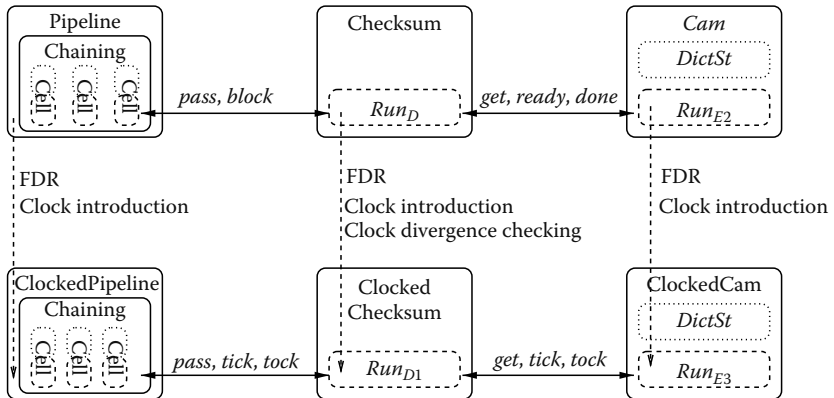 Pipeline
Chaining
Cell
Cell
Cell
pass, block
Checksum
Run_D
get, ready, done
Cam
DictSt
Run_E2
FDR
Clock introduction
FDR
Clock introduction
Clock divergence checking
FDR
Clock introduction
ClockedPipeline
Chaining
Cell
Cell
Cell
pass, tick, tock
Clocked
Checksum
Run_D1
get, tick, tock
ClockedCam
DictSt
Run_E3